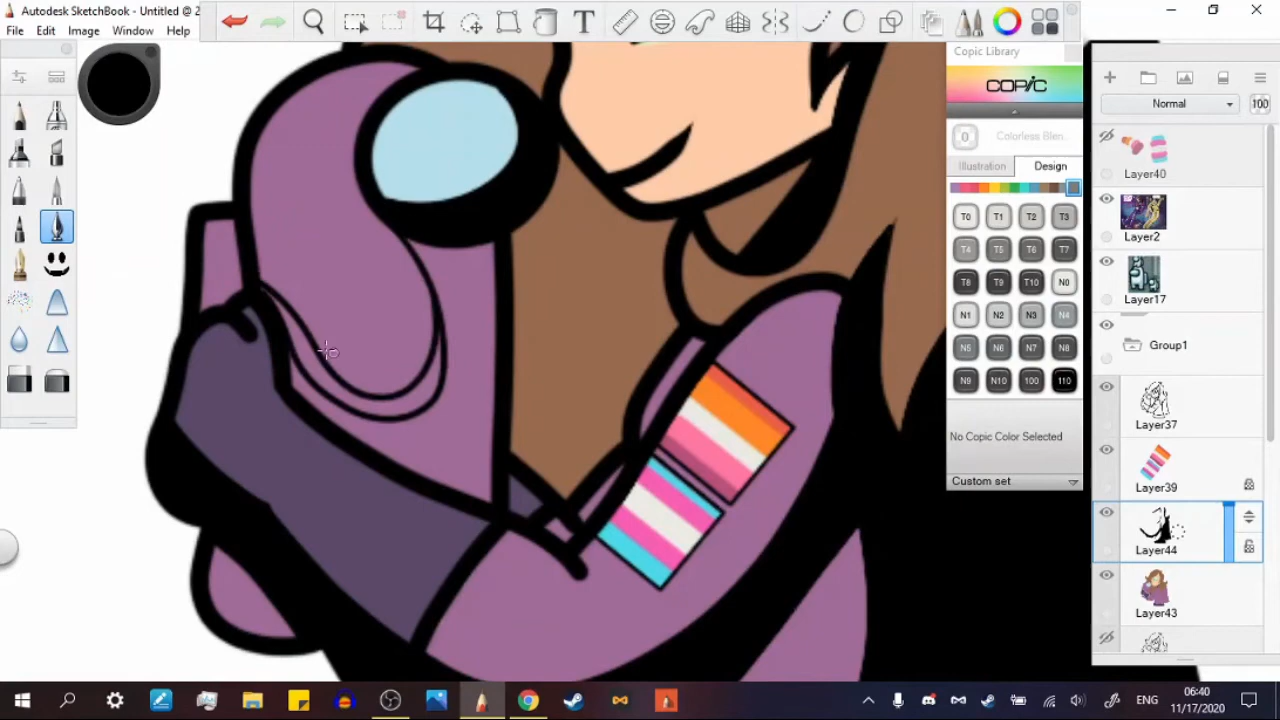 Autodesk SketchBook - Untitled @ 2
File Edit Image Window Help
T
Copic Library
COPIC
0 Colorless Blen...
Illustration Design
T0 T1 T2 T3
T4 T5 T6 T7
T8 T9 T10 N0
N1 N2 N3 N4
N5 N6 N7 N8
N9 N10 100 110
No Copic Color Selected
Custom set
Normal 100
Layer40
Layer2
Layer17
Group1
Layer37
Layer39
Layer44
Layer43
ENG
06:40
11/17/2020